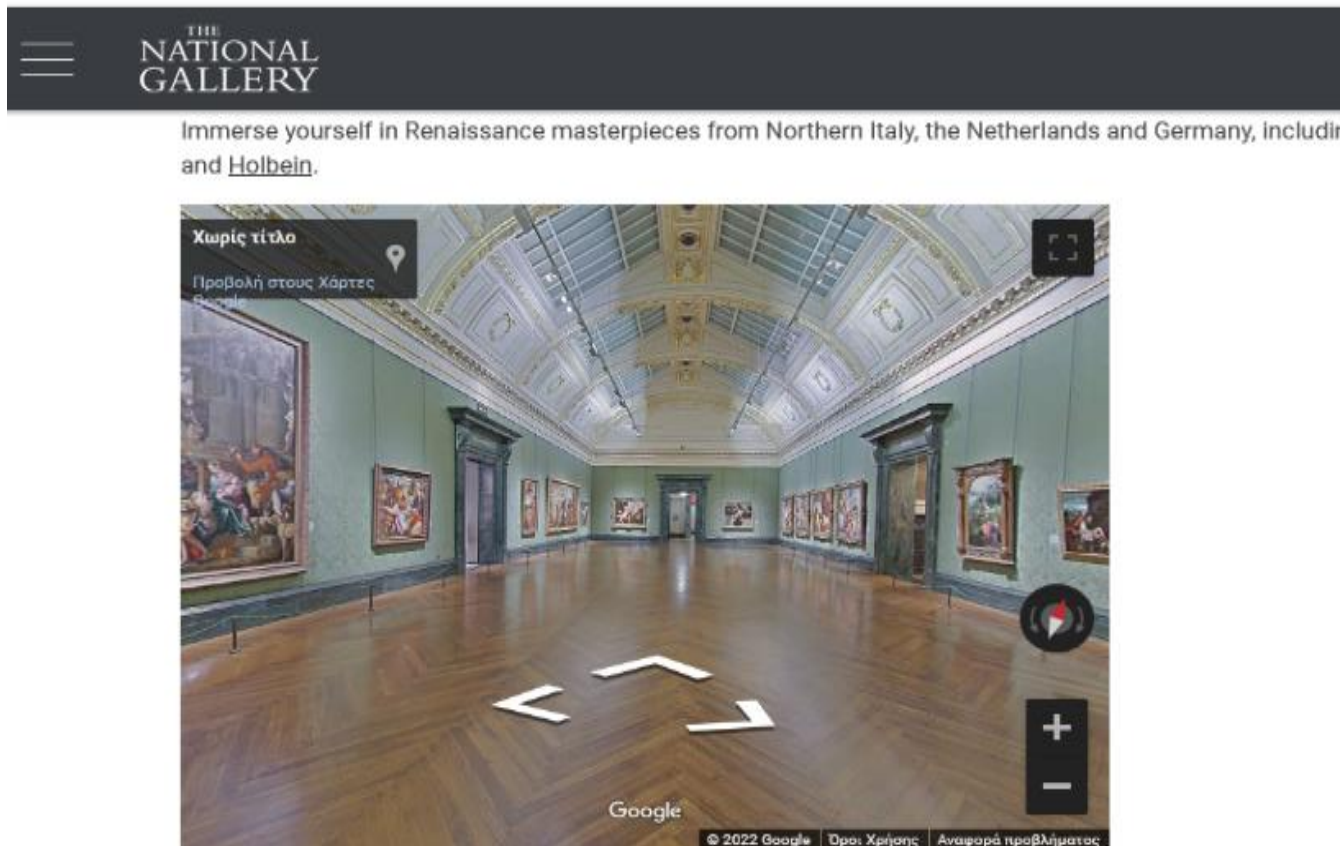 THE
NATIONAL
GALLERY
Immerse yourself in Renaissance masterpieces from Northern Italy, the Netherlands and Germany, includin
and Holbein.
Χωρίς τίτλο
Προβολή στους Χάρτες
Google
Google
© 2022 Google Όροι Χρήσης Αναφορά προβλήματος